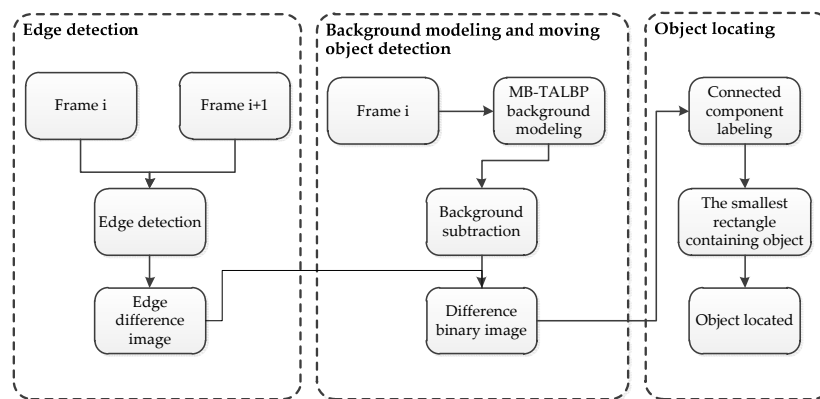 Edge detection
Frame i
Frame i+1
Edge detection
Edge
difference
image
Background modeling and moving
object detection
Frame i
MB-TALBP
background
modeling
Background
subtraction
Difference
binary image
Object locating
Connected
component
labeling
The smallest
rectangle
containing object
Object located